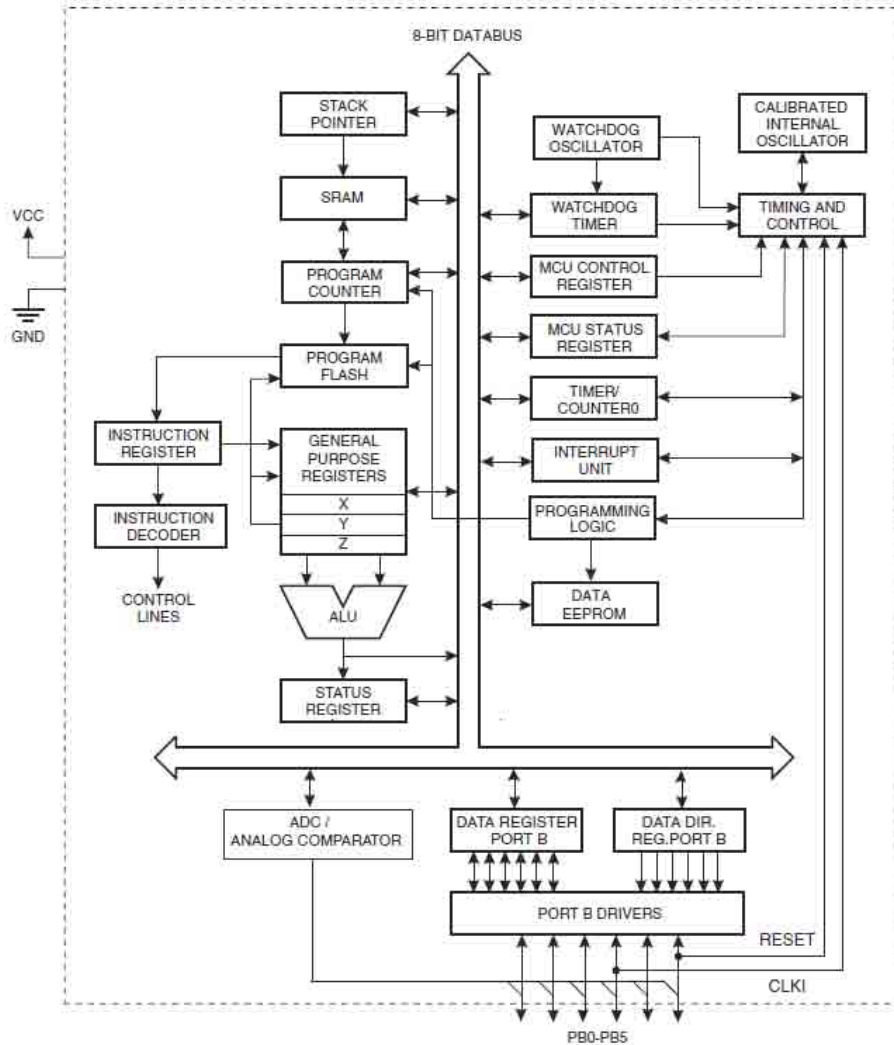 8-BIT DATABUS
STACK
POINTER
WATCHDOG
OSCILLATOR
CALIBRATED
INTERNAL
OSCILLATOR
SRAM
WATCHDOG
TIMER
TIMING AND
CONTROL
VCC
GND
PROGRAM
COUNTER
MCU CONTROL
REGISTER
MCU STATUS
REGISTER
PROGRAM
FLASH
TIMER/
COUNTER0
INSTRUCTION
REGISTER
GENERAL
PURPOSE
REGISTERS
X
Y
Z
INTERRUPT
UNIT
INSTRUCTION
DECODER
PROGRAMMING
LOGIC
CONTROL
LINES
ALU
DATA
EEPROM
STATUS
REGISTER
ADC /
ANALOG COMPARATOR
DATA REGISTER
PORT B
DATA DIR.
REG.PORT B
PORT B DRIVERS
RESET
CLKI
PB0-PB5